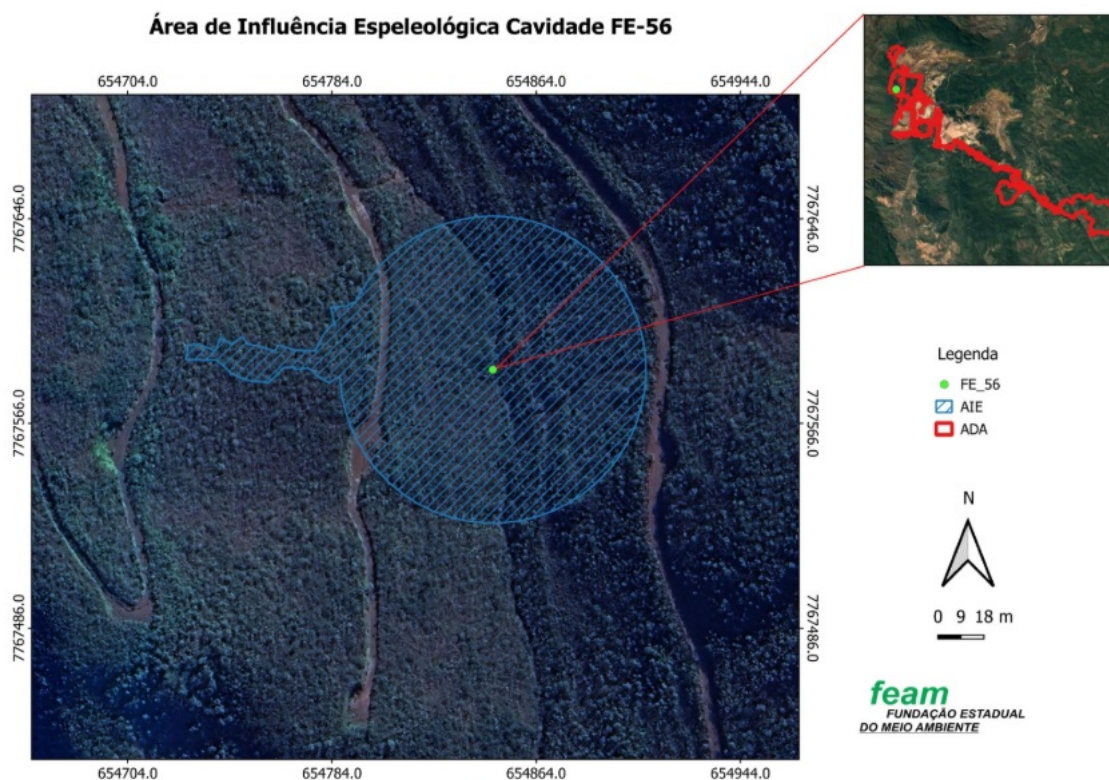 Área de Influência Espeleológica Cavidade FE-56
654704.0 654784.0 654864.0 654944.0
7767646.0 7767646.0
7767566.0 7767566.0
7767486.0 7767486.0
654704.0 654784.0 654864.0 654944.0
Legenda
FE_56
AIE
ADA
N
0 9 18 m
feam
FUNDAÇÃO ESTADUAL
DO MEIO AMBIENTE